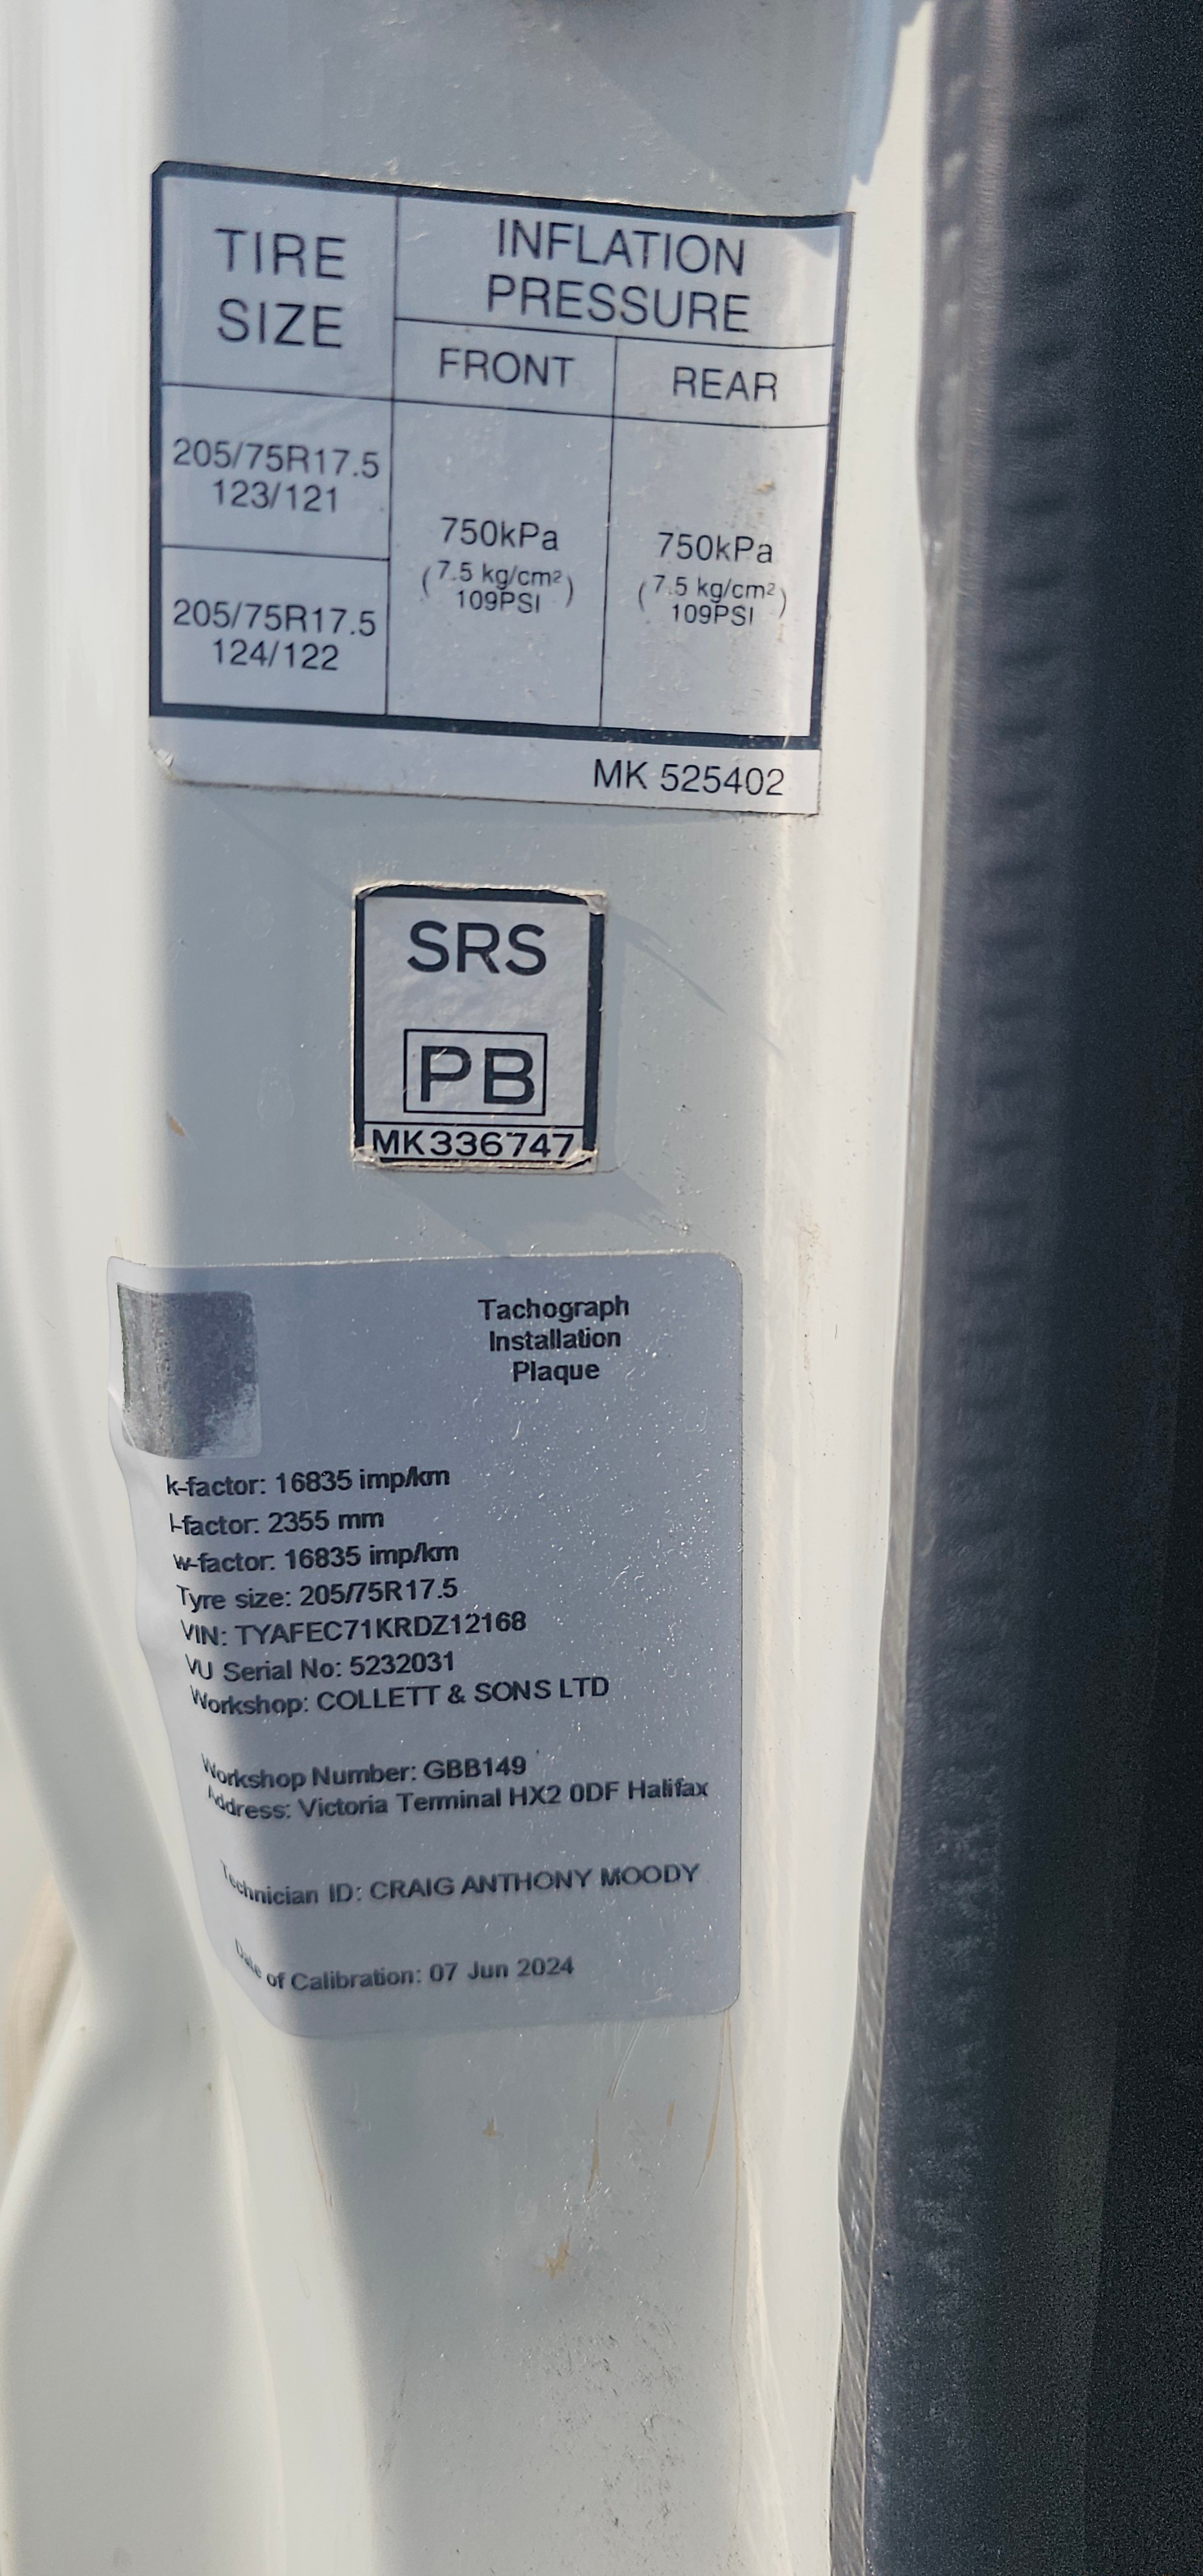 TIRE
SIZE
INFLATION
PRESSURE
FRONT
REAR
205/75R17.5
123/121
205/75R17.5
124/122
750kPa
(7.5 kg/cm²
109PSI)
750kPa
(7.5 kg/cm²
109PSI)
MK 525402
SRS
PB
MK336747
Tachograph
Installation
Plaque
k-factor: 16835 imp/km
l-factor: 2355 mm
w-factor: 16835 imp/km
Tyre size: 205/75R17.5
VIN: TYAFEC71KRDZ12168
VU Serial No: 5232031
Workshop: COLLETT & SONS LTD
Workshop Number: GBB149
Address: Victoria Terminal HX2 0DF Halifax
Technician ID: CRAIG ANTHONY MOODY
Date of Calibration: 07 Jun 2024